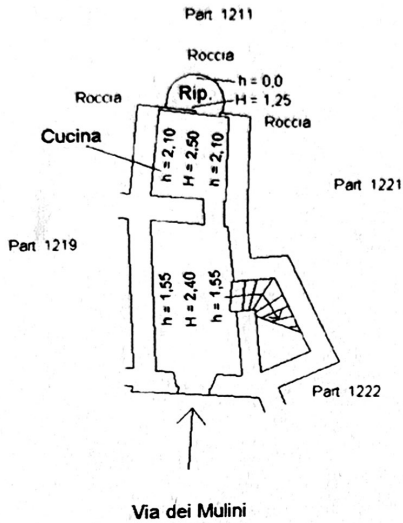 Part 1211
Roccia
h = 0,0
Rip.
H = 1,25
Roccia
Roccia
Cucina
h = 2,10
H = 2,50
h = 2,10
Part 1221
Part 1219
h = 1,55
H = 2,40
h = 1,55
Part 1222
Via dei Mulini